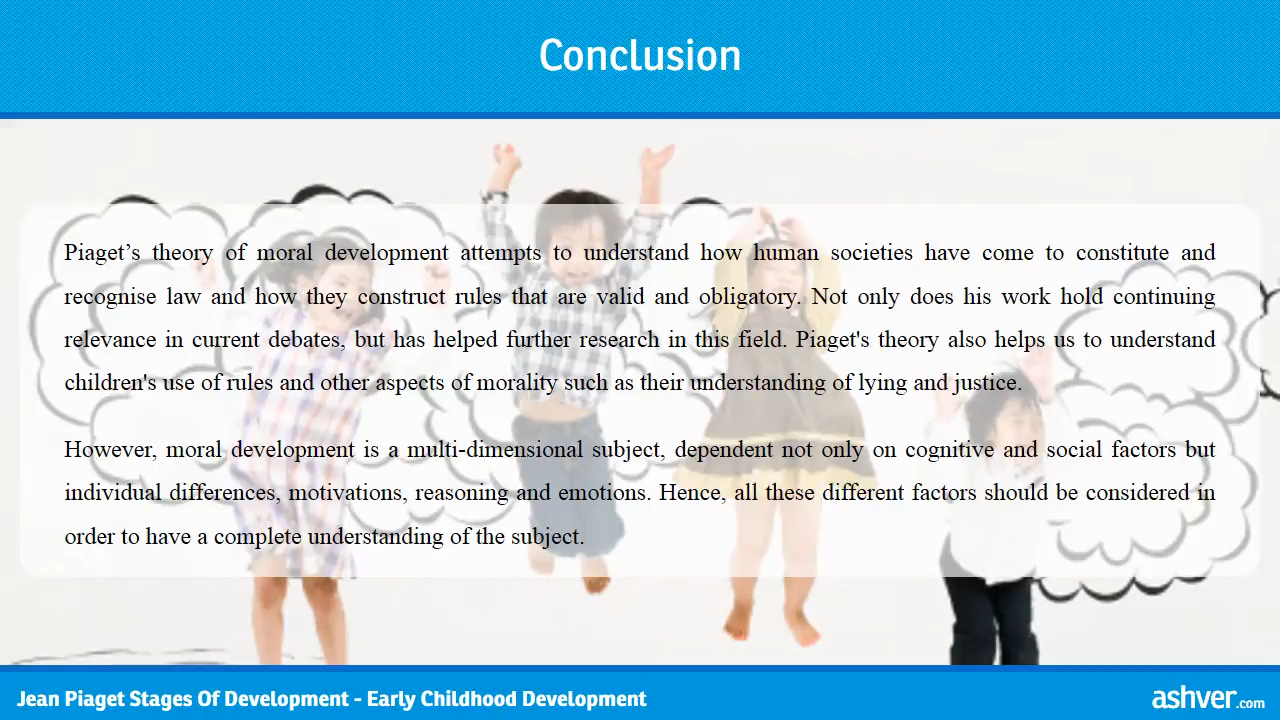 Conclusion
Piaget’s theory of moral development attempts to understand how human societies have come to constitute and
recognise law and how they construct rules that are valid and obligatory. Not only does his work hold continuing
relevance in current debates, but has helped further research in this field. Piaget's theory also helps us to understand
children's use of rules and other aspects of morality such as their understanding of lying and justice.
However, moral development is a multi-dimensional subject, dependent not only on cognitive and social factors but
individual differences, motivations, reasoning and emotions. Hence, all these different factors should be considered in
order to have a complete understanding of the subject.
Jean Piaget Stages Of Development - Early Childhood Development
ashver.com